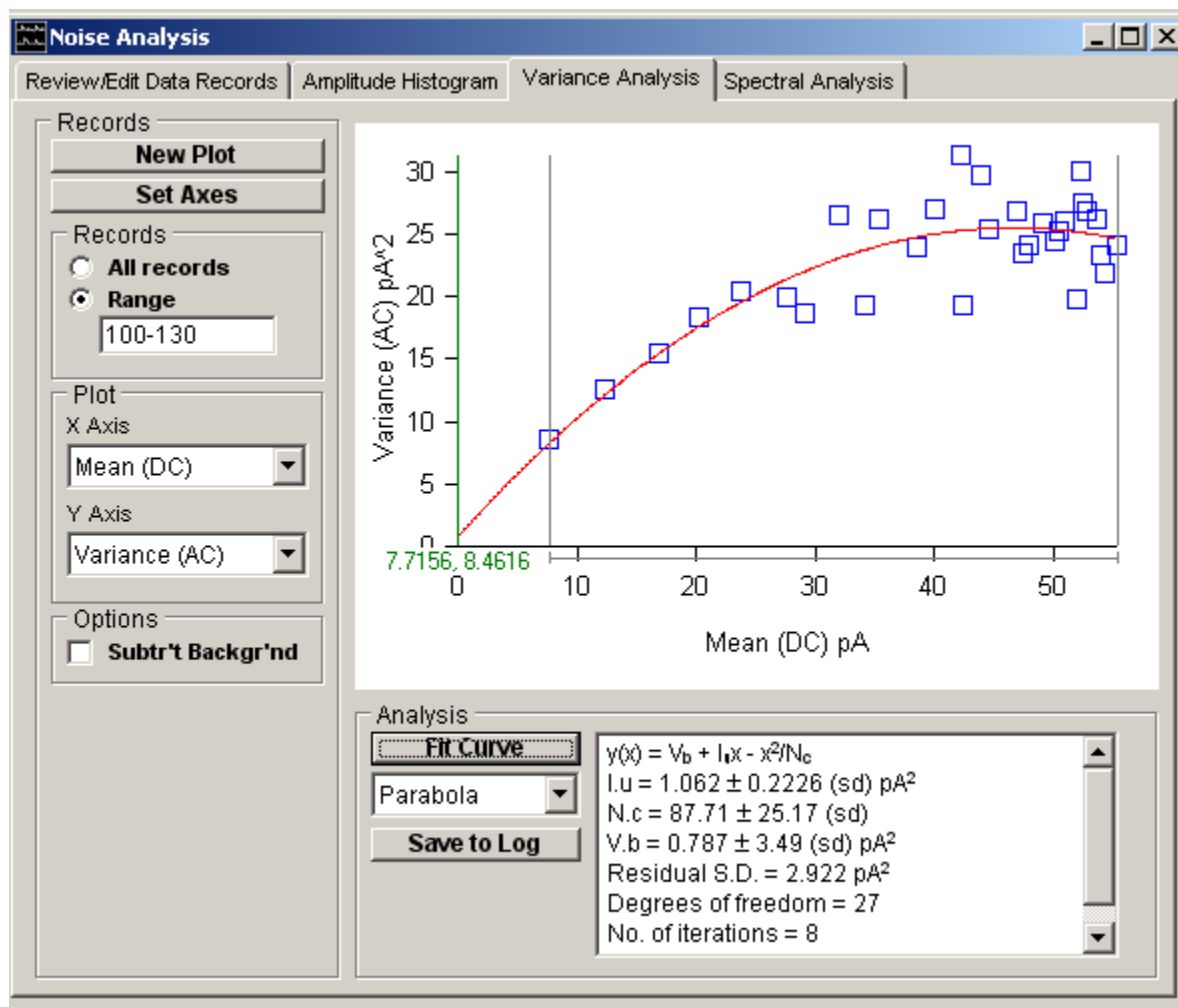 Noise Analysis
Review/Edit Data Records
Amplitude Histogram
Variance Analysis
Spectral Analysis
Records
New Plot
Set Axes
Records
All records
Range
100-130
Plot
X Axis
Mean (DC)
Y Axis
Variance (AC)
Options
Subtr't Backgr'nd
Variance (AC) pA^2
30
25
20
15
10
5
0
7.7156, 8.4616
0 10 20 30 40 50
Mean (DC) pA
Analysis
Fit Curve
Parabola
Save to Log
y(x) = Vb + Iux - x²/Nc
I.u = 1.062 ± 0.2226 (sd) pA²
N.c = 87.71 ± 25.17 (sd)
V.b = 0.787 ± 3.49 (sd) pA²
Residual S.D. = 2.922 pA²
Degrees of freedom = 27
No. of iterations = 8